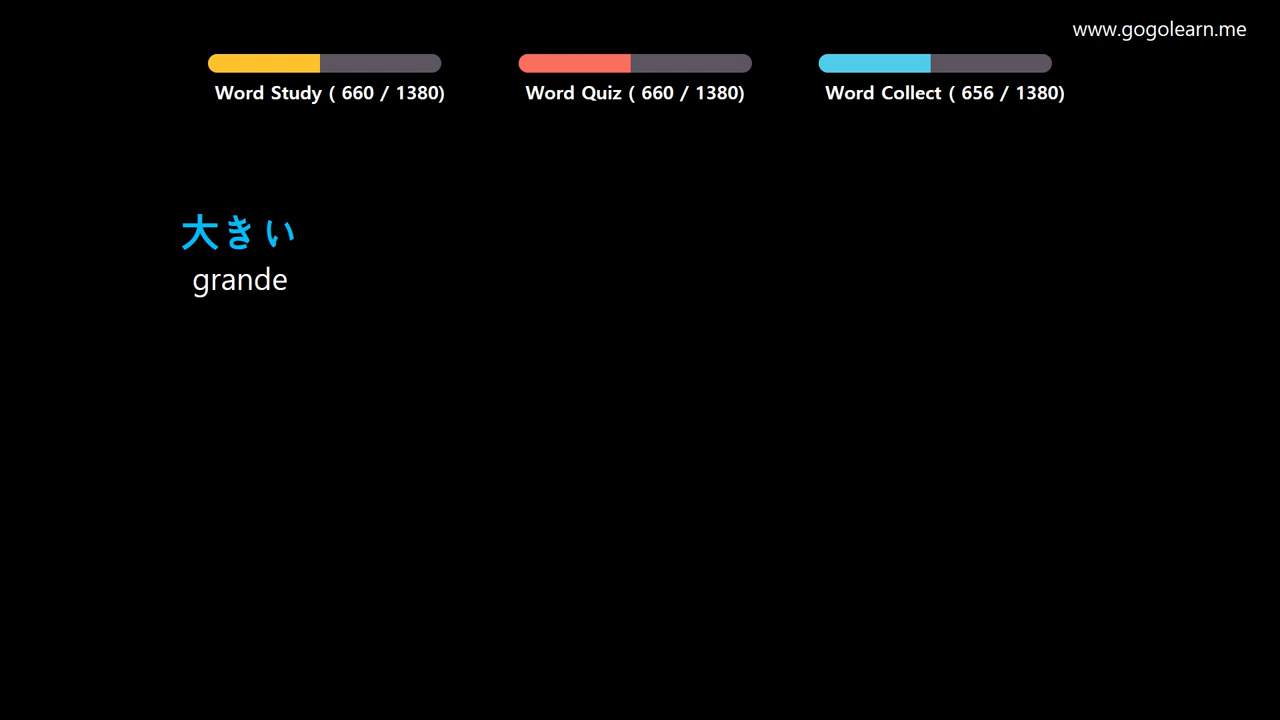 www.gogolearn.me
Word Study ( 660 / 1380)
Word Quiz ( 660 / 1380)
Word Collect ( 656 / 1380)
大きい
grande